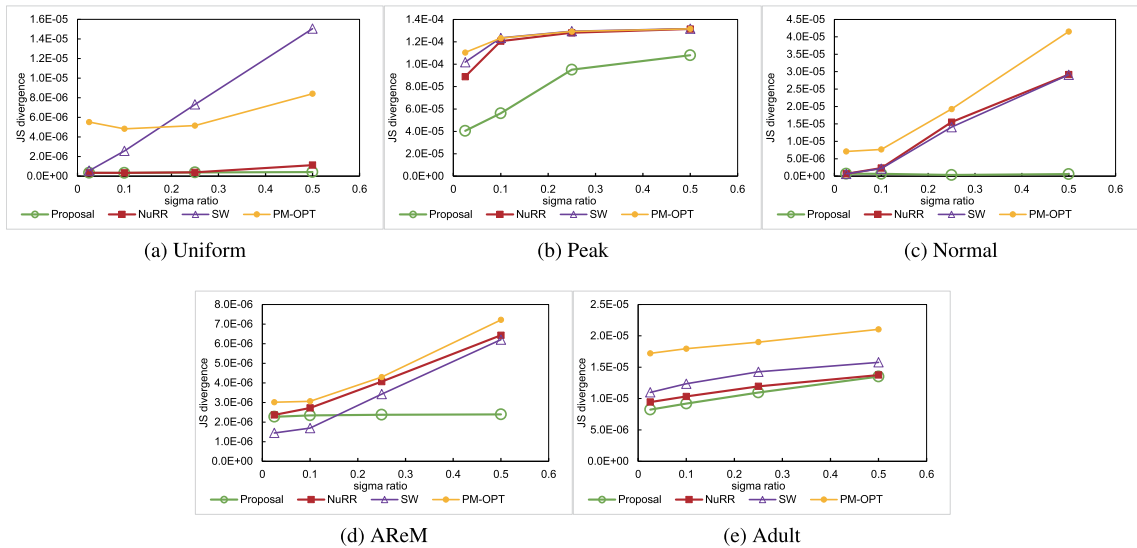 1.6E-05
1.4E-05
1.2E-05
1.0E-05
8.0E-06
6.0E-06
4.0E-06
2.0E-06
0.0E+00
JS divergence
0 0.1 0.2 0.3 0.4 0.5 0.6
sigma ratio
Proposal NuRR SW PM-OPT
(a) Uniform
1.4E-04
1.2E-04
1.0E-04
8.0E-05
6.0E-05
4.0E-05
2.0E-05
0.0E+00
JS divergence
0 0.1 0.2 0.3 0.4 0.5 0.6
sigma ratio
Proposal NuRR SW PM-OPT
(b) Peak
4.5E-05
4.0E-05
3.5E-05
3.0E-05
2.5E-05
2.0E-05
1.5E-05
1.0E-05
5.0E-06
0.0E+00
JS divergence
0 0.1 0.2 0.3 0.4 0.5 0.6
sigma ratio
Proposal NuRR SW PM-OPT
(c) Normal
8.0E-06
7.0E-06
6.0E-06
5.0E-06
4.0E-06
3.0E-06
2.0E-06
1.0E-06
0.0E+00
JS divergence
0 0.1 0.2 0.3 0.4 0.5 0.6
sigma ratio
Proposal NuRR SW PM-OPT
(d) AReM
2.5E-05
2.0E-05
1.5E-05
1.0E-05
5.0E-06
0.0E+00
JS divergence
0 0.1 0.2 0.3 0.4 0.5 0.6
sigma ratio
Proposal NuRR SW PM-OPT
(e) Adult